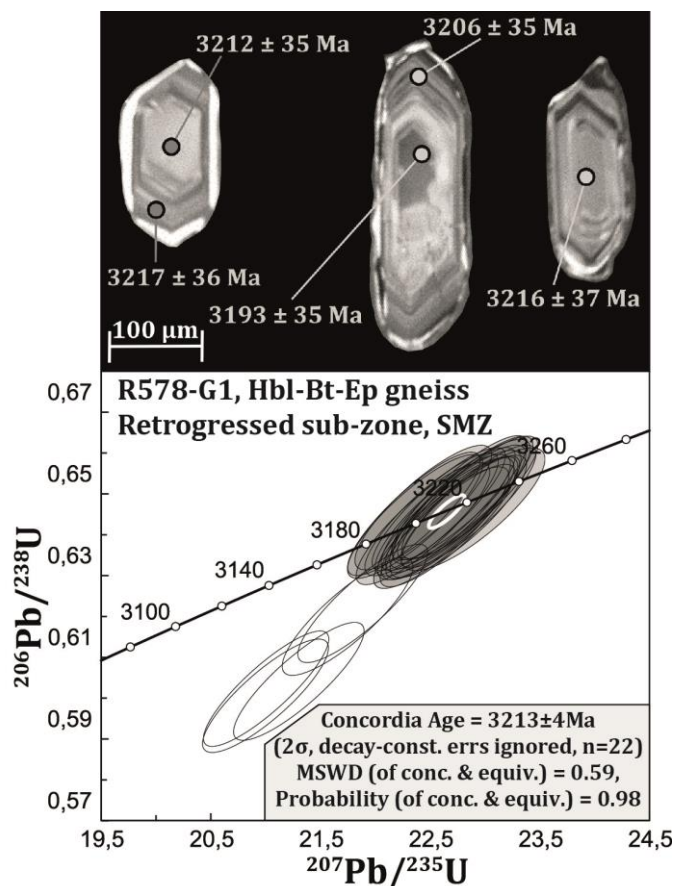 3212 ± 35 Ma
3206 ± 35 Ma
3217 ± 36 Ma
3193 ± 35 Ma
3216 ± 37 Ma
100 µm
R578-G1, Hbl-Bt-Ep gneiss
Retrogressed sub-zone, SMZ
0,67
0,65
0,63
0,61
0,59
0,57
²⁰⁶Pb/²³⁸U
3260
3220
3180
3140
3100
Concordia Age = 3213±4Ma
(2σ, decay-const. errs ignored, n=22)
MSWD (of conc. & equiv.) = 0.59,
Probability (of conc. & equiv.) = 0.98
19,5 20,5 21,5 22,5 23,5 24,5
²⁰⁷Pb/²³⁵U